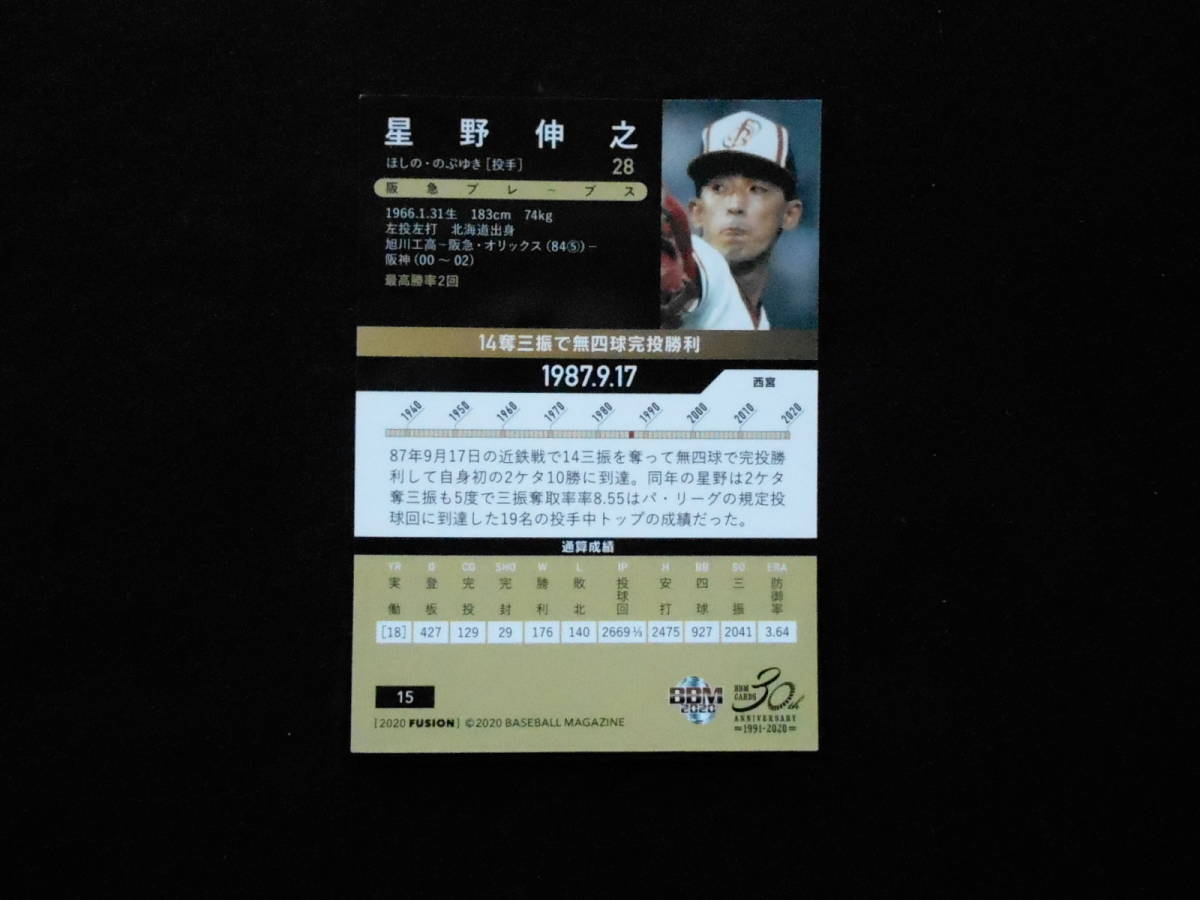 星野伸之
ほしの・のぶゆき[投手] 28
阪急ブレーブス
1966.1.31生 183cm 74kg
左投左打 北海道出身
旭川工高－阪急・オリックス(84⑤)－
阪神(00～02)
最高勝率2回
14奪三振で無四球完投勝利
1987.9.17 西宮
1940 1950 1960 1970 1980 1990 2000 2010 2020
87年9月17日の近鉄戦で14三振を奪って無四球で完投勝
利して自身初の2ケタ10勝に到達。同年の星野は2ケタ
奪三振も5度で三振奪取率率8.55はパ・リーグの規定投
球回に到達した19名の投手中トップの成績だった。
通算成績
YR G CG SHO W L IP H BB SO ERA
実働 登板 完投 完封 勝利 敗北 投球回 安打 四球 三振 防御率
[18] 427 129 29 176 140 2669⅓ 2475 927 2041 3.64
15
BBM 2020
BBM CARDS 30th ANNIVERSARY =1991-2020=
[2020 FUSION] ©2020 BASEBALL MAGAZINE